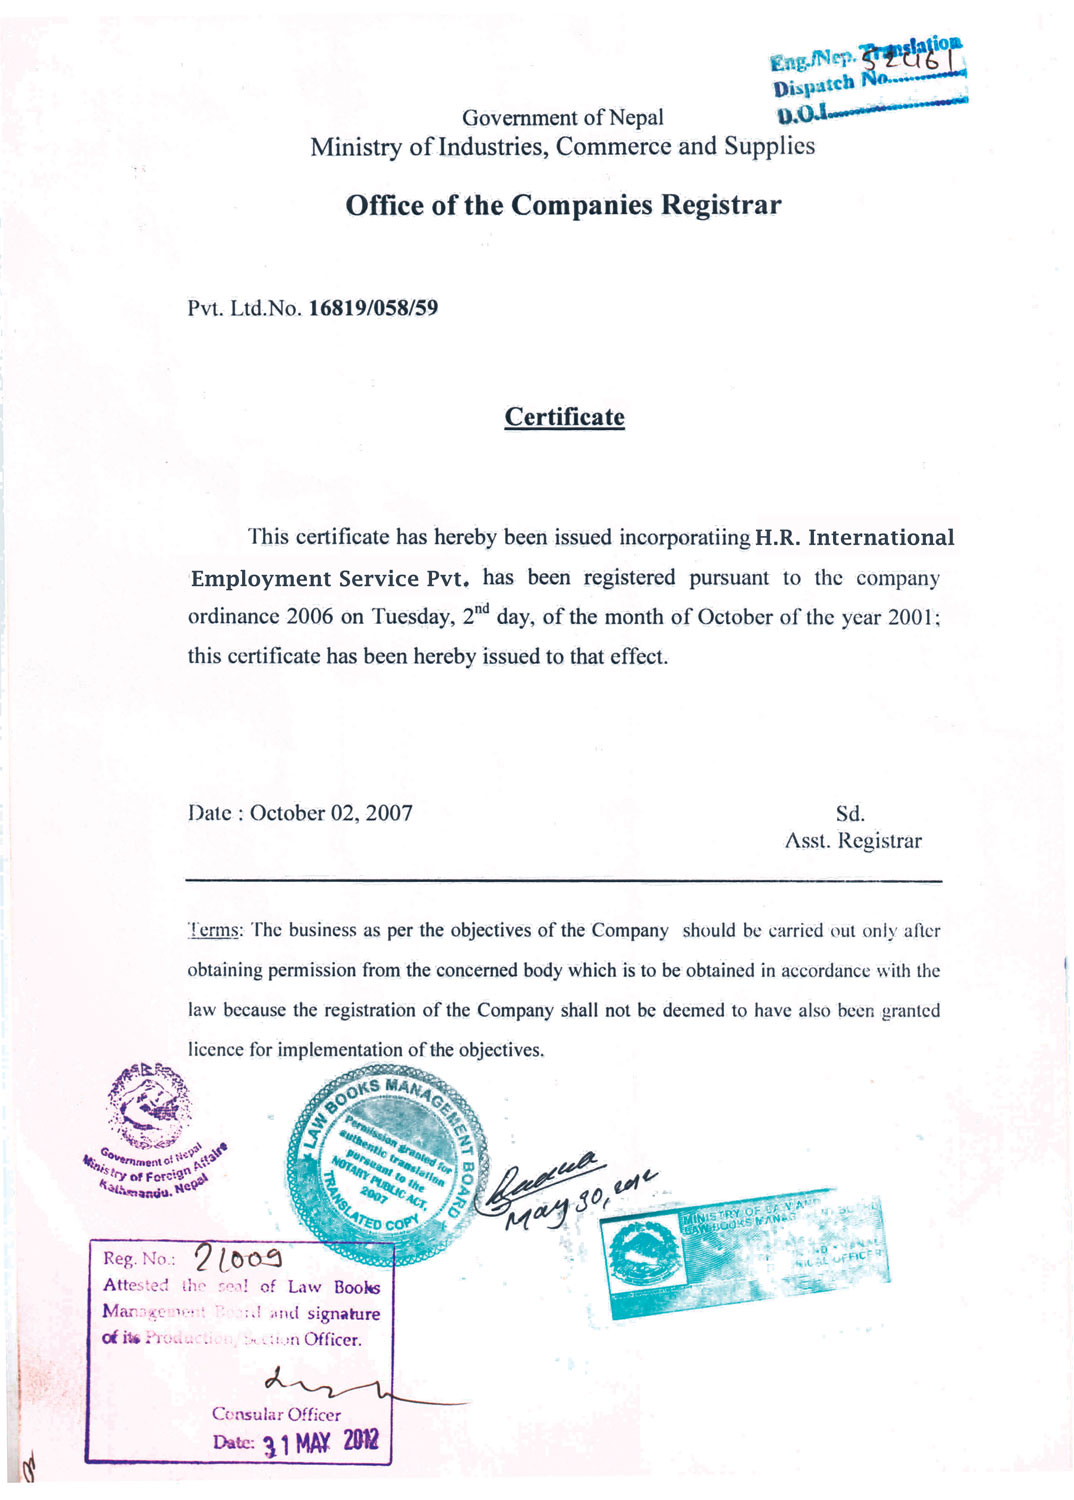 Eng./Nep. Translation
Dispatch No. 52461
D.O.I.
Government of Nepal
Ministry of Industries, Commerce and Supplies
Office of the Companies Registrar
Pvt. Ltd.No. 16819/058/59
Certificate
This certificate has hereby been issued incorporatiing H.R. International
Employment Service Pvt. has been registered pursuant to the company
ordinance 2006 on Tuesday, 2nd day, of the month of October of the year 2001;
this certificate has been hereby issued to that effect.
Date : October 02, 2007
Sd.
Asst. Registrar
Terms: The business as per the objectives of the Company should be carried out only after
obtaining permission from the concerned body which is to be obtained in accordance with the
law because the registration of the Company shall not be deemed to have also been granted
licence for implementation of the objectives.
Government of Nepal
Ministry of Foreign Affairs
Kathmandu, Nepal
LAW BOOKS MANAGEMENT BOARD
Permission granted for
authentic translation
pursuant to the
NOTARY PUBLIC ACT,
2007
TRANSLATED COPY
May 30, 2012
MINISTRY OF LAW AND
LAW BOOKS MANAG
OFFICER
Reg. No.: 21009
Attested the seal of Law Books
Management Board and signature
of its Production, Section Officer.
Consular Officer
Date: 31 MAY 2012